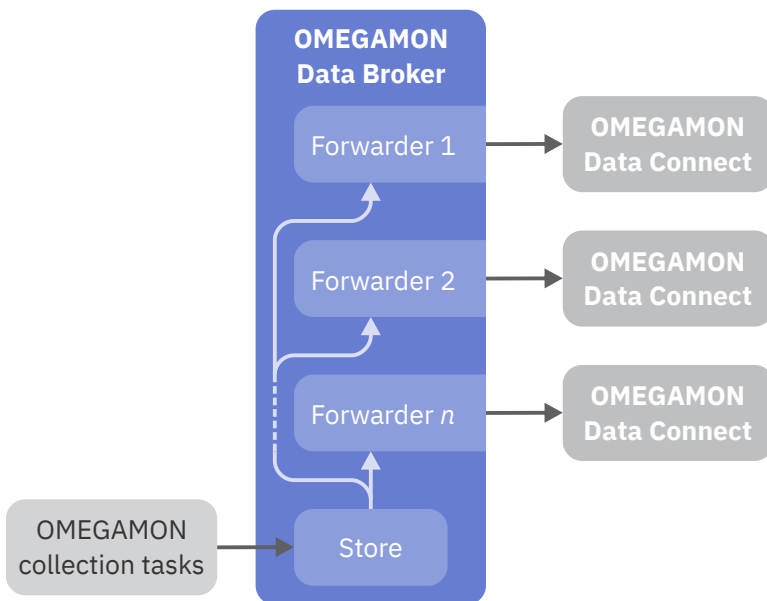 OMEGAMON
Data Broker
Forwarder 1
OMEGAMON
Data Connect
Forwarder 2
OMEGAMON
Data Connect
Forwarder n
OMEGAMON
Data Connect
OMEGAMON
collection tasks
Store